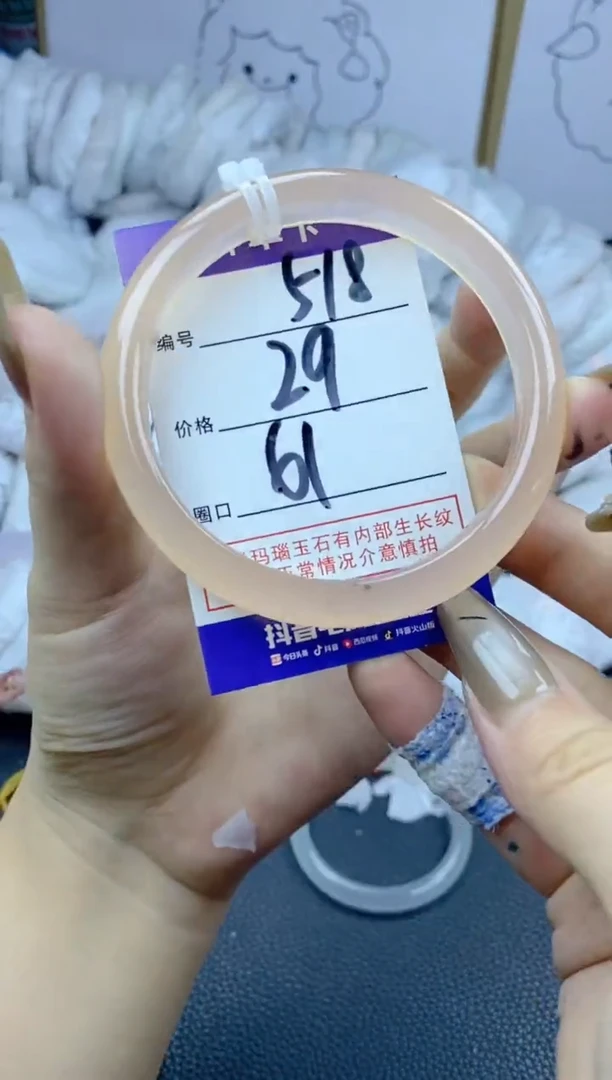 518
编号
29
价格
61
圈口
玛瑙玉石有内部生长纹
常情况介意慎拍
抖音
今日头条 抖音 西瓜视频 抖音火山版